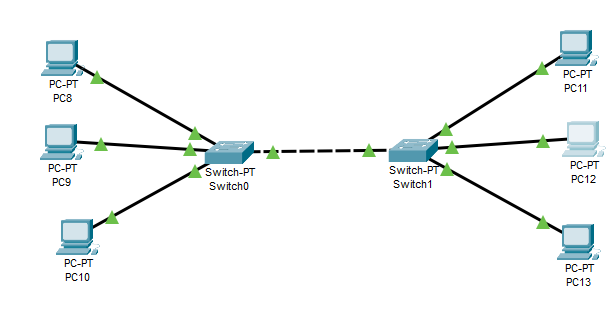 PC-PT
PC8
PC-PT
PC9
PC-PT
PC10
Switch-PT
Switch0
Switch-PT
Switch1
PC-PT
PC11
PC-PT
PC12
PC-PT
PC13